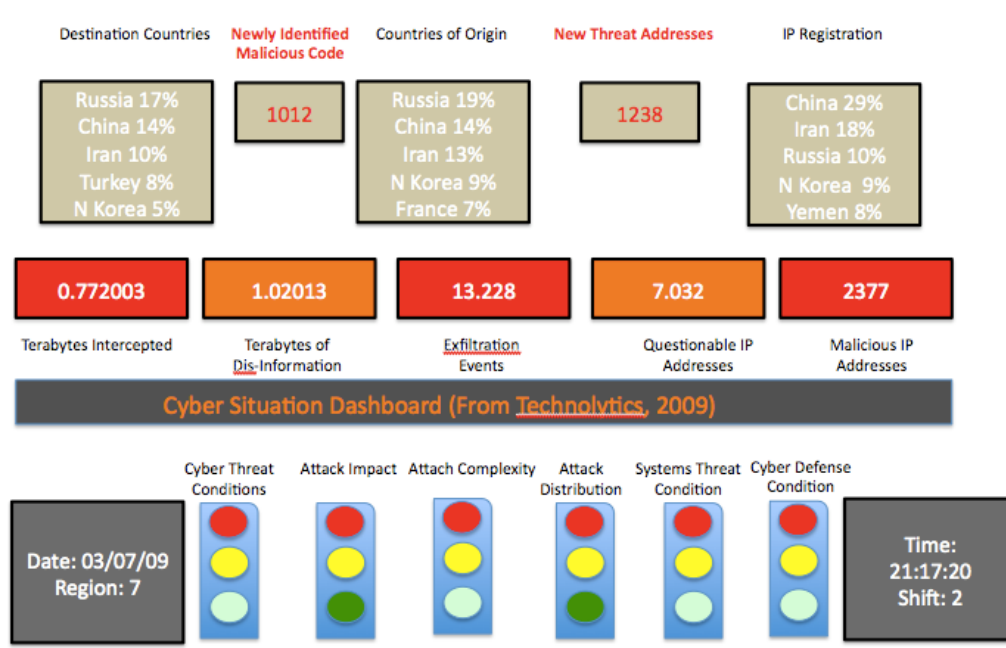 Destination Countries
Newly Identified
Malicious Code
Countries of Origin
New Threat Addresses
IP Registration
Russia 17%
China 14%
Iran 10%
Turkey 8%
N Korea 5%
1012
Russia 19%
China 14%
Iran 13%
N Korea 9%
France 7%
1238
China 29%
Iran 18%
Russia 10%
N Korea 9%
Yemen 8%
0.772003
1.02013
13.228
7.032
2377
Terabytes Intercepted
Terabytes of
Dis-Information
Exfiltration
Events
Questionable IP
Addresses
Malicious IP
Addresses
Cyber Situation Dashboard (From Technolytics, 2009)
Cyber Threat
Conditions
Attack Impact
Attach Complexity
Attack
Distribution
Systems Threat
Condition
Cyber Defense
Condition
Date: 03/07/09
Region: 7
Time:
21:17:20
Shift: 2